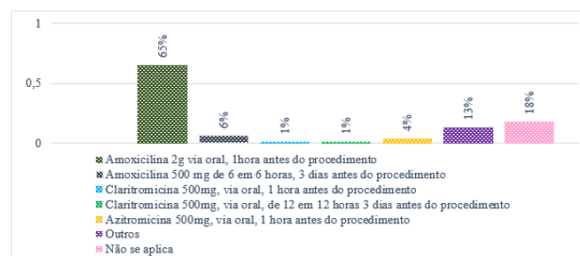 1
0,5
0
65%
6%
1%
1%
4%
13%
18%
Amoxicilina 2g via oral, 1hora antes do procedimento
Amoxicilina 500 mg de 6 em 6 horas, 3 dias antes do procedimento
Claritromicina 500mg, via oral, 1 hora antes do procedimento
Claritromicina 500mg, via oral, de 12 em 12 horas 3 dias antes do procedimento
Azitromicina 500mg, via oral, 1 hora antes do procedimento
Outros
Não se aplica